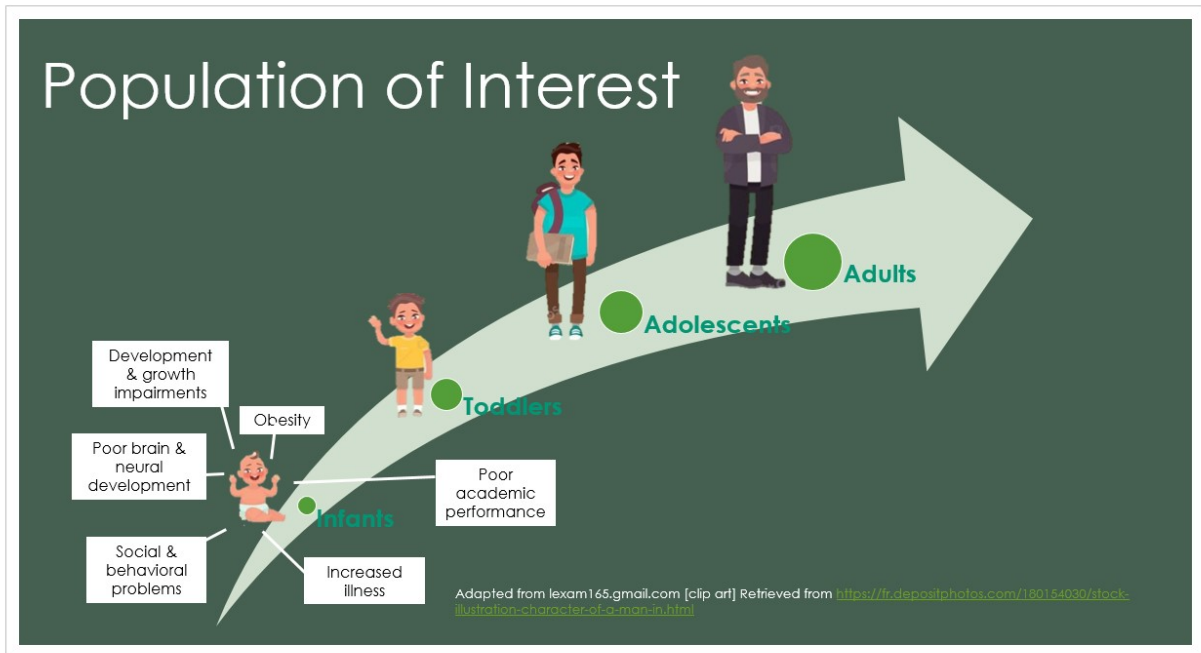 Population of Interest
Adults
Adolescents
Toddlers
Infants
Development
& growth
impairments
Obesity
Poor brain &
neural
development
Poor
academic
performance
Social &
behavioral
problems
Increased
illness
Adapted from lexam165.gmail.com [clip art] Retrieved from https://fr.depositphotos.com/180154030/stock-
illustration-character-of-a-man-in.html